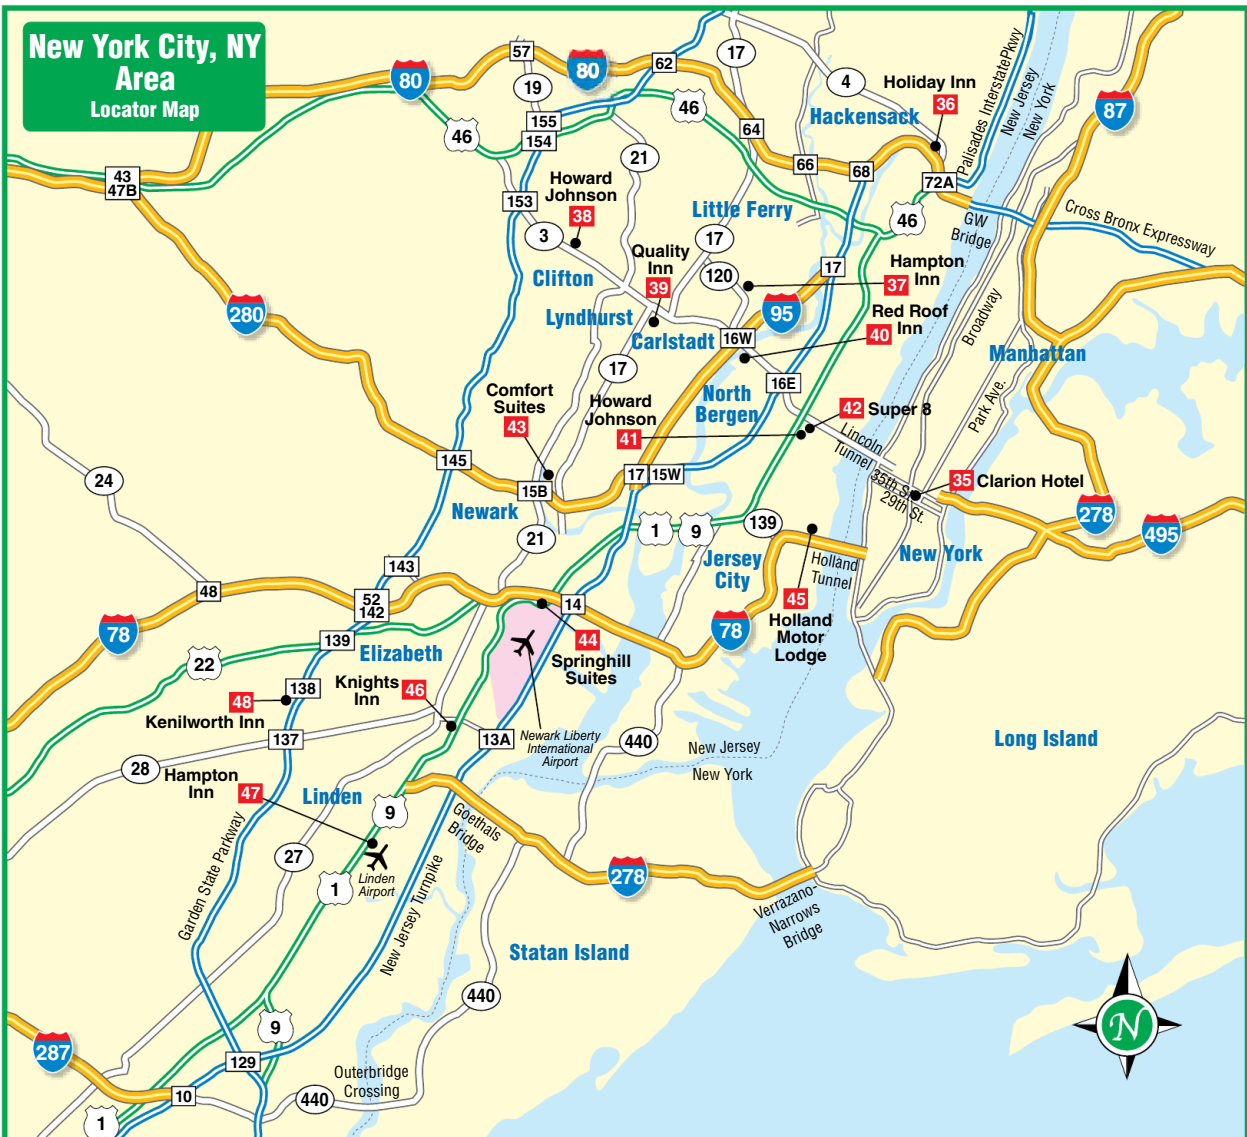 New York City, NY
Area
Locator Map
80
80
57
62
17
19
4
Holiday Inn
36
Hackensack
Palisades Interstate Pkwy
New Jersey
New York
87
46
46
155
154
64
21
66
68
72A
43
47B
Howard
Johnson
38
153
3
Little Ferry
46
GW
Bridge
Cross Bronx Expressway
17
Quality
Inn
39
120
17
Hampton
Inn
37
Clifton
280
Lyndhurst
95
Red Roof
Inn
40
Carlstadt
16W
Broadway
Manhattan
17
16E
North
Bergen
Comfort
Suites
43
Howard
Johnson
41
42
Super 8
Park Ave.
Lincoln
Tunnel
145
24
17
15W
15B
35th St.
29th St.
35
Clarion Hotel
278
495
Newark
21
1
9
139
Jersey
City
Holland
Tunnel
New York
143
48
52
142
14
45
Holland
Motor
Lodge
78
78
139
Elizabeth
22
44
Springhill
Suites
138
48
Kenilworth Inn
Knights
Inn
46
137
13A
Newark Liberty
International
Airport
440
New Jersey
New York
Long Island
28
Hampton
Inn
47
Linden
9
Goethals
Bridge
27
Linden
Airport
1
278
Garden State Parkway
New Jersey Turnpike
Verrazano-
Narrows
Bridge
Statan Island
440
9
N
287
129
Outerbridge
Crossing
10
440
1